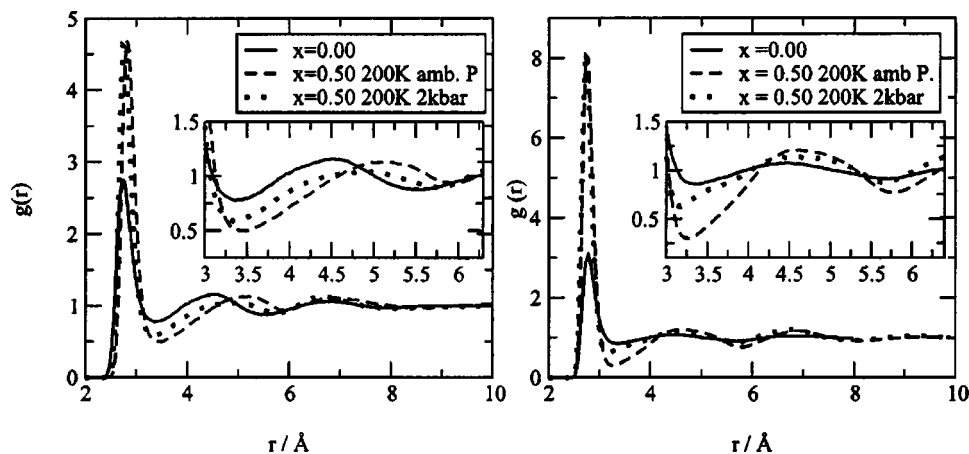 5
4
3
2
1
0
g(r)
x=0.00
x=0.50 200K amb. P
x=0.50 200K 2kbar
1.5
1
0.5
3 3.5 4 4.5 5 5.5 6
2 4 6 8 10
r / Å
8
6
4
2
0
g (r)
x =0.00
x = 0.50 200K amb P.
x = 0.50 200K 2kbar
1.5
1
0.5
3 3.5 4 4.5 5 5.5 6
2 4 6 8 10
r / Å